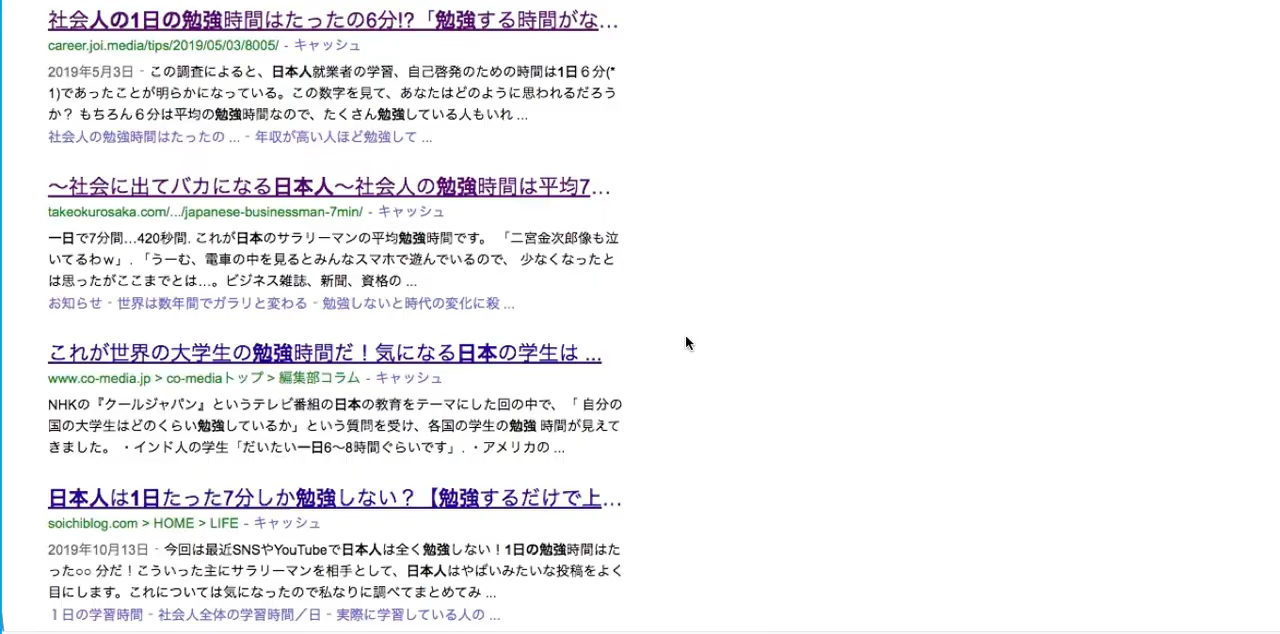 社会人の1日の勉強時間はたったの6分!?「勉強する時間がな...
career.joi.media/tips/2019/05/03/8005/ - キャッシュ
2019年5月3日 - この調査によると、日本人就業者の学習、自己啓発のための時間は1日６分(*
1)であったことが明らかになっている。この数字を見て、あなたはどのように思われるだろう
か？ もちろん６分は平均の勉強時間なので、たくさん勉強している人もいれ ...
社会人の勉強時間はたったの ... - 年収が高い人ほど勉強して ...
〜社会に出てバカになる日本人〜社会人の勉強時間は平均7...
takeokurosaka.com/.../japanese-businessman-7min/ - キャッシュ
一日で7分間…420秒間. これが日本のサラリーマンの平均勉強時間です。 「二宮金次郎像も泣
いてるわｗ」. 「うーむ、電車の中を見るとみんなスマホで遊んでいるので、 少なくなったと
は思ったがここまでとは…。ビジネス雑誌、新聞、資格の ...
お知らせ - 世界は数年間でガラリと変わる - 勉強しないと時代の変化に殺 ...
これが世界の大学生の勉強時間だ！気になる日本の学生は ...
www.co-media.jp > co-mediaトップ > 編集部コラム - キャッシュ
NHKの『クールジャパン』というテレビ番組の日本の教育をテーマにした回の中で、「 自分の
国の大学生はどのくらい勉強しているか」という質問を受け、各国の学生の勉強 時間が見えて
きました。 ・インド人の学生「だいたい一日6〜8時間ぐらいです」. ・アメリカの ...
日本人は1日たった7分しか勉強しない？【勉強するだけで上...
soichiblog.com > HOME > LIFE - キャッシュ
2019年10月13日 - 今回は最近SNSやYouTubeで日本人は全く勉強しない！1日の勉強時間はた
った○○ 分だ！こういった主にサラリーマンを相手として、日本人はやばいみたいな投稿をよく
目にします。これについては気になったので私なりに調べてまとめてみ ...
１日の学習時間 - 社会人全体の学習時間／日 - 実際に学習している人の ...